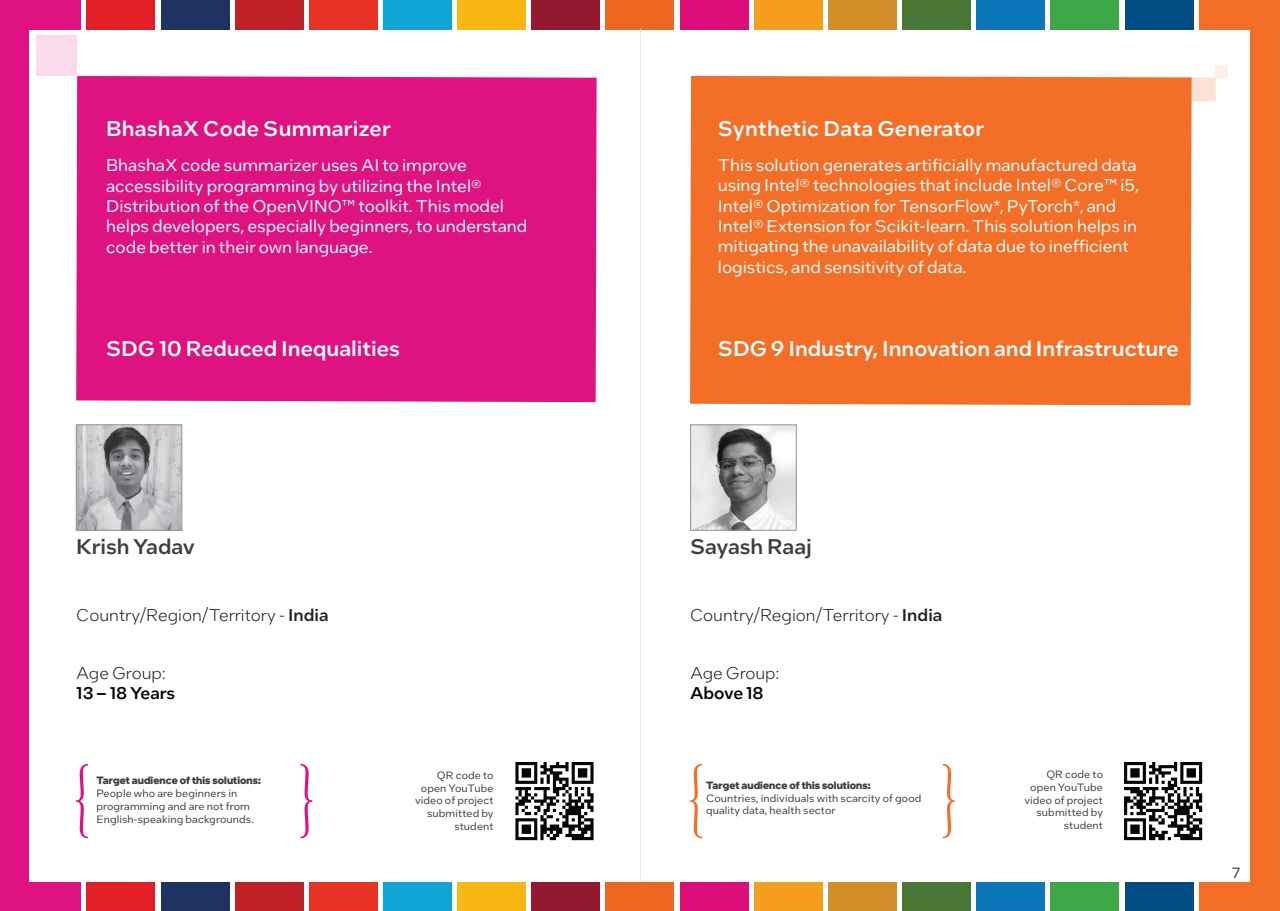 BhashaX Code Summarizer
BhashaX code summarizer uses AI to improve
accessibility programming by utilizing the Intel®
Distribution of the OpenVINO™ toolkit. This model
helps developers, especially beginners, to understand
code better in their own language.
SDG 10 Reduced Inequalities
Krish Yadav
Country/Region/Territory - India
Age Group:
13 – 18 Years
Target audience of this solutions:
People who are beginners in
programming and are not from
English-speaking backgrounds.
QR code to
open YouTube
video of project
submitted by
student
Synthetic Data Generator
This solution generates artificially manufactured data
using Intel® technologies that include Intel® Core™ i5,
Intel® Optimization for TensorFlow*, PyTorch*, and
Intel® Extension for Scikit-learn. This solution helps in
mitigating the unavailability of data due to inefficient
logistics, and sensitivity of data.
SDG 9 Industry, Innovation and Infrastructure
Sayash Raaj
Country/Region/Territory - India
Age Group:
Above 18
Target audience of this solutions:
Countries, individuals with scarcity of good
quality data, health sector
QR code to
open YouTube
video of project
submitted by
student
7